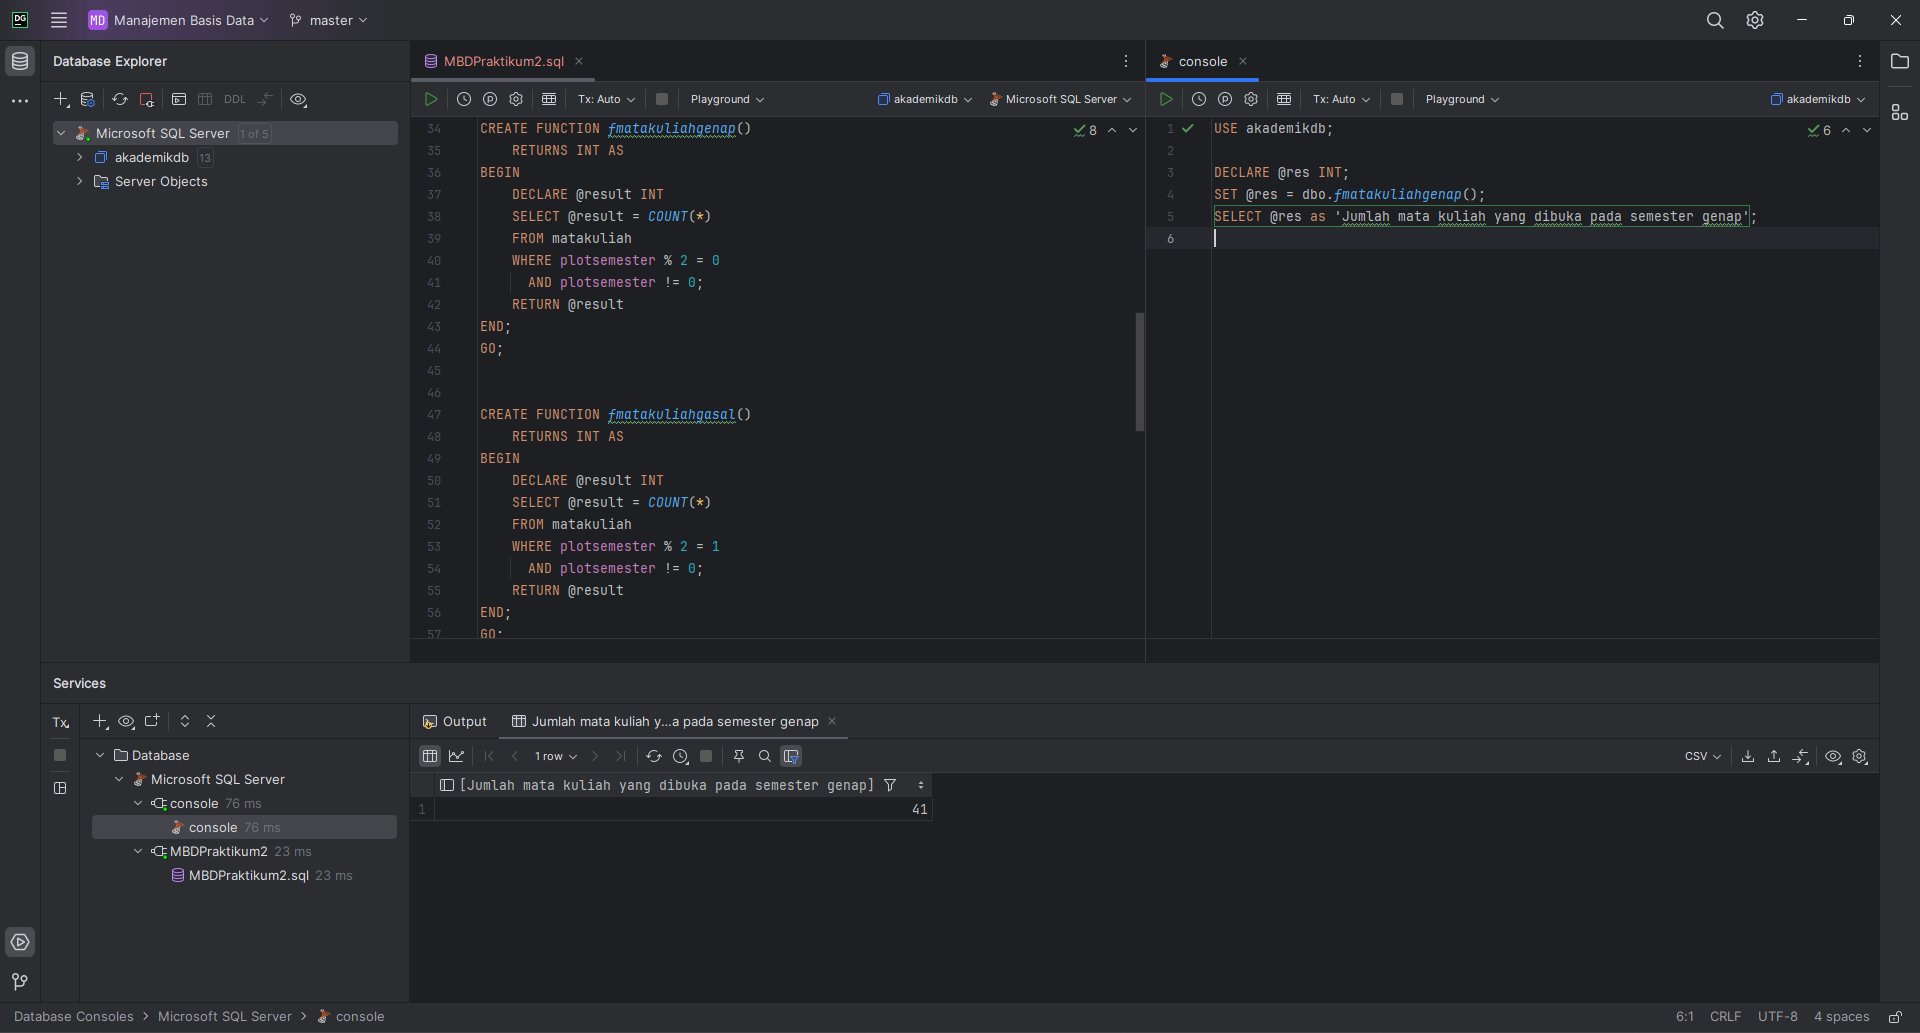 DG
MD Manajemen Basis Data master
Database Explorer
DDL
Microsoft SQL Server 1 of 5
akademikdb 13
Server Objects
MBDPraktikum2.sql
Tx: Auto Playground akademikdb Microsoft SQL Server
8
34 CREATE FUNCTION fmatakuliahgenap()
35 RETURNS INT AS
36 BEGIN
37 DECLARE @result INT
38 SELECT @result = COUNT(*)
39 FROM matakuliah
40 WHERE plotsemester % 2 = 0
41 AND plotsemester != 0;
42 RETURN @result
43 END;
44 GO;
45
46
47 CREATE FUNCTION fmatakuliahgasal()
48 RETURNS INT AS
49 BEGIN
50 DECLARE @result INT
51 SELECT @result = COUNT(*)
52 FROM matakuliah
53 WHERE plotsemester % 2 = 1
54 AND plotsemester != 0;
55 RETURN @result
56 END;
57 GO;
console
Tx: Auto Playground akademikdb
6
1 USE akademikdb;
2
3 DECLARE @res INT;
4 SET @res = dbo.fmatakuliahgenap();
5 SELECT @res as 'Jumlah mata kuliah yang dibuka pada semester genap';
6
Services
Tx
Database
Microsoft SQL Server
console 76 ms
console 76 ms
MBDPraktikum2 23 ms
MBDPraktikum2.sql 23 ms
Output Jumlah mata kuliah y...a pada semester genap
1 row CSV
[Jumlah mata kuliah yang dibuka pada semester genap]
1 41
Database Consoles > Microsoft SQL Server > console
6:1 CRLF UTF-8 4 spaces